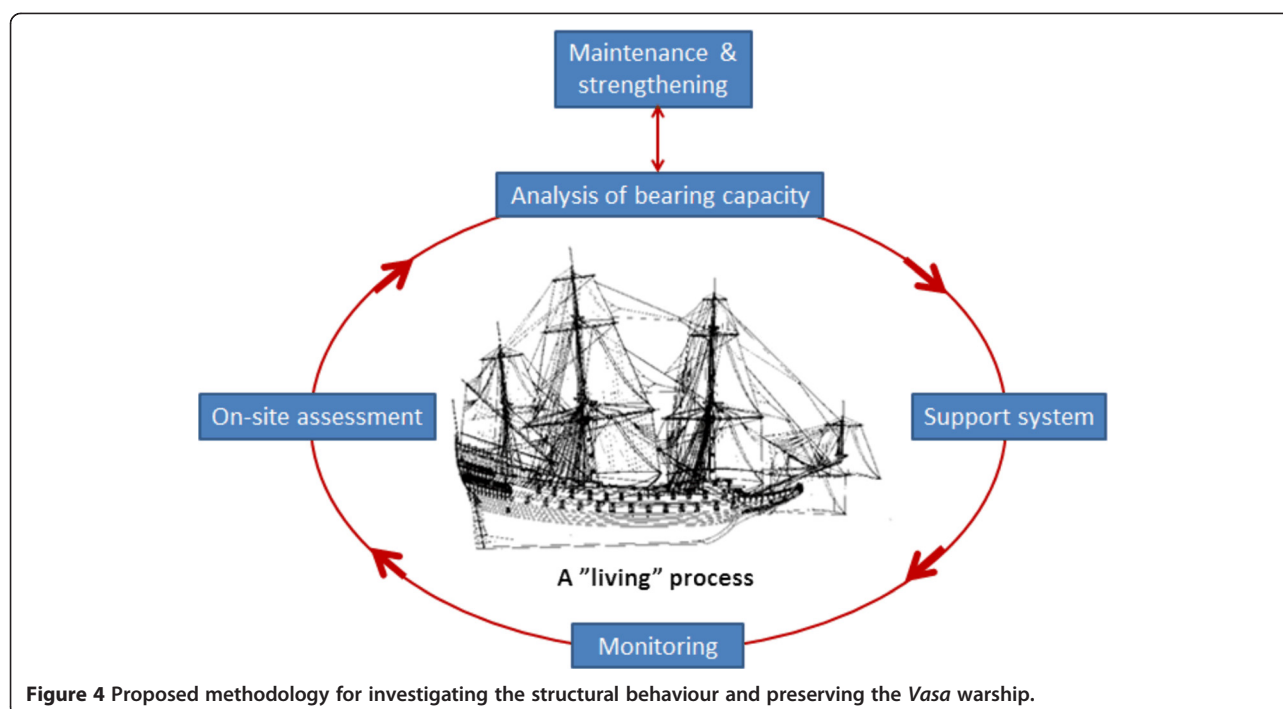 Maintenance &
strengthening
Analysis of bearing capacity
On-site assessment
Support system
A ”living” process
Monitoring
Figure 4 Proposed methodology for investigating the structural behaviour and preserving the Vasa warship.